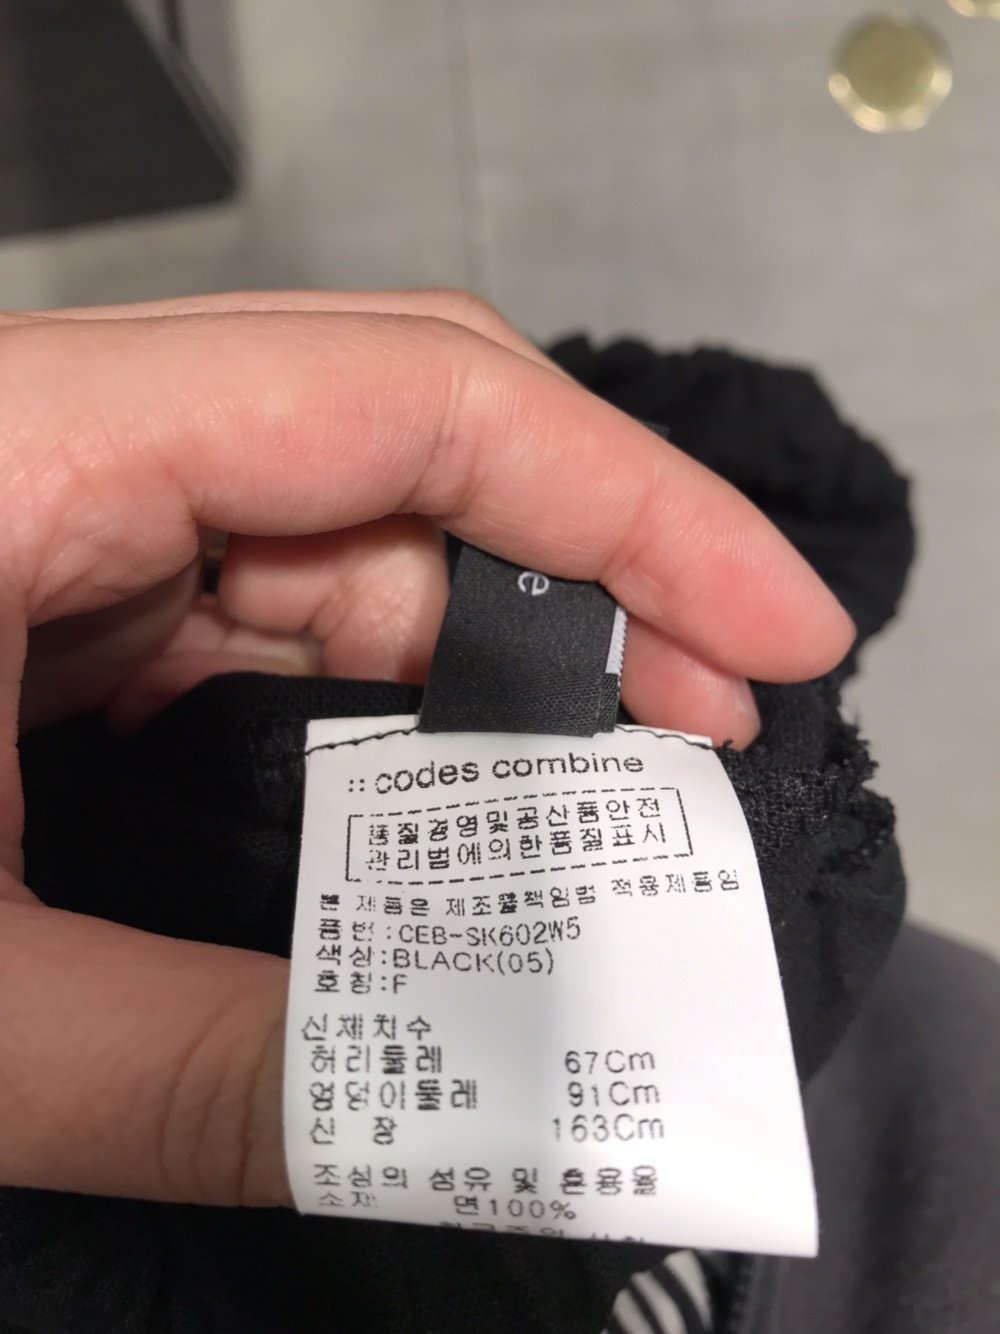 e
:: codes combine
품질경영및공산품안전
관리법에의한품질표시
본 제품은 제조물책임법 적용제품임
품번:CEB-SK602W5
색상:BLACK(05)
호칭:F
신체치수
허리둘레 67Cm
엉덩이둘레 91Cm
신 장 163Cm
조성의 섬유 및 혼용율
소재 면100%